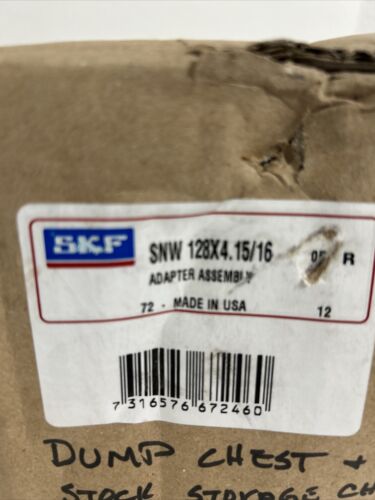 SKF SNW 128X4.15/16 R
ADAPTER ASSEMBLY
72 - MADE IN USA 12
7 316576 672460
DUMP CHEST +
STOCK STORAGE CH